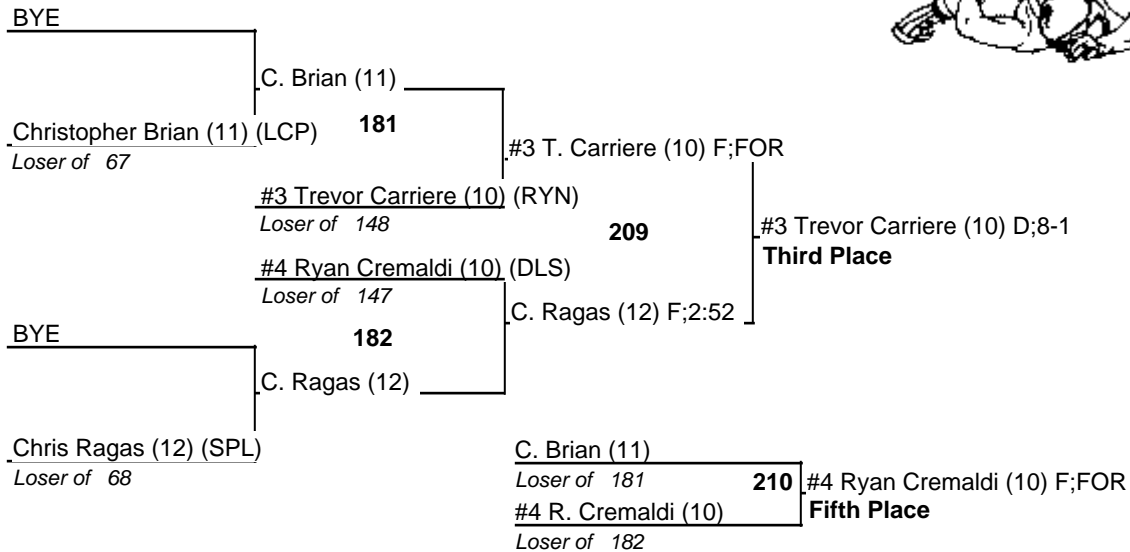 BYE
C. Brian (11)
Christopher Brian (11) (LCP)
181
Loser of 67
#3 T. Carriere (10) F;FOR
#3 Trevor Carriere (10) (RYN)
Loser of 148
209
#3 Trevor Carriere (10) D;8-1
Third Place
#4 Ryan Cremaldi (10) (DLS)
Loser of 147
C. Ragas (12) F;2:52
BYE
182
C. Ragas (12)
Chris Ragas (12) (SPL)
Loser of 68
C. Brian (11)
Loser of 181
210
#4 Ryan Cremaldi (10) F;FOR
Fifth Place
#4 R. Cremaldi (10)
Loser of 182